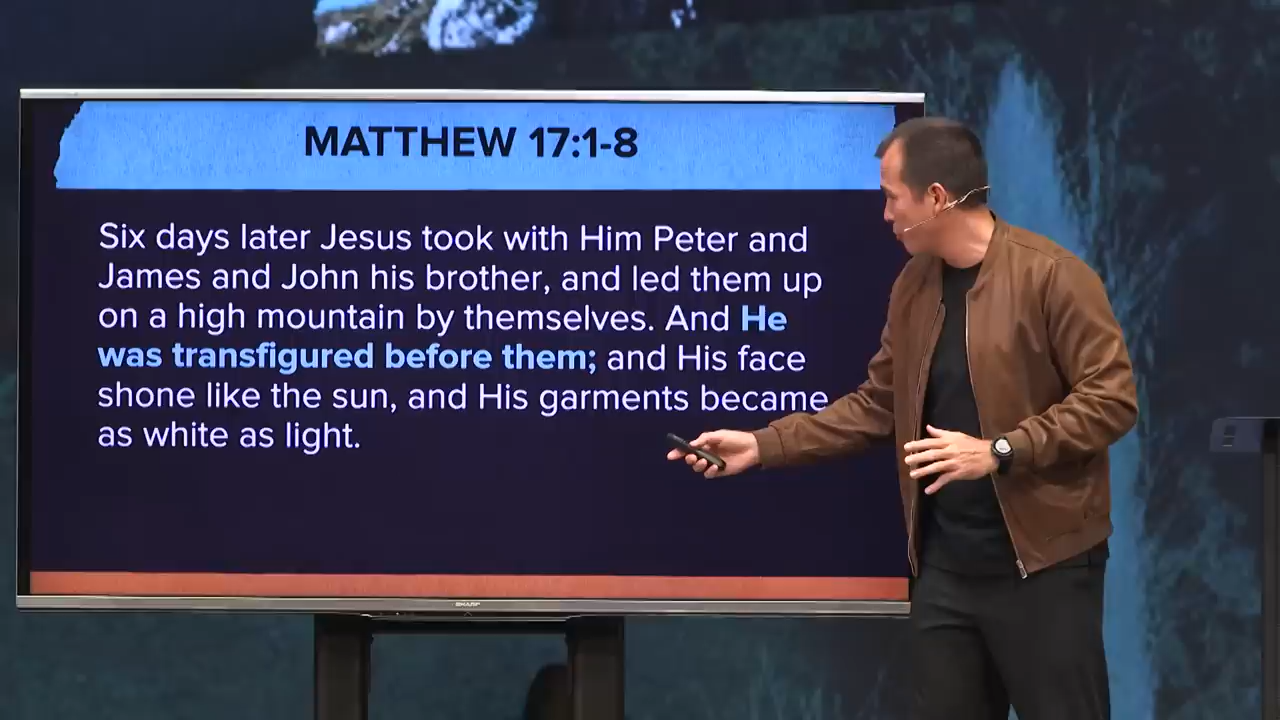 MATTHEW 17:1-8
Six days later Jesus took with Him Peter and
James and John his brother, and led them up
on a high mountain by themselves. And He
was transfigured before them; and His face
shone like the sun, and His garments became
as white as light.
SHARP